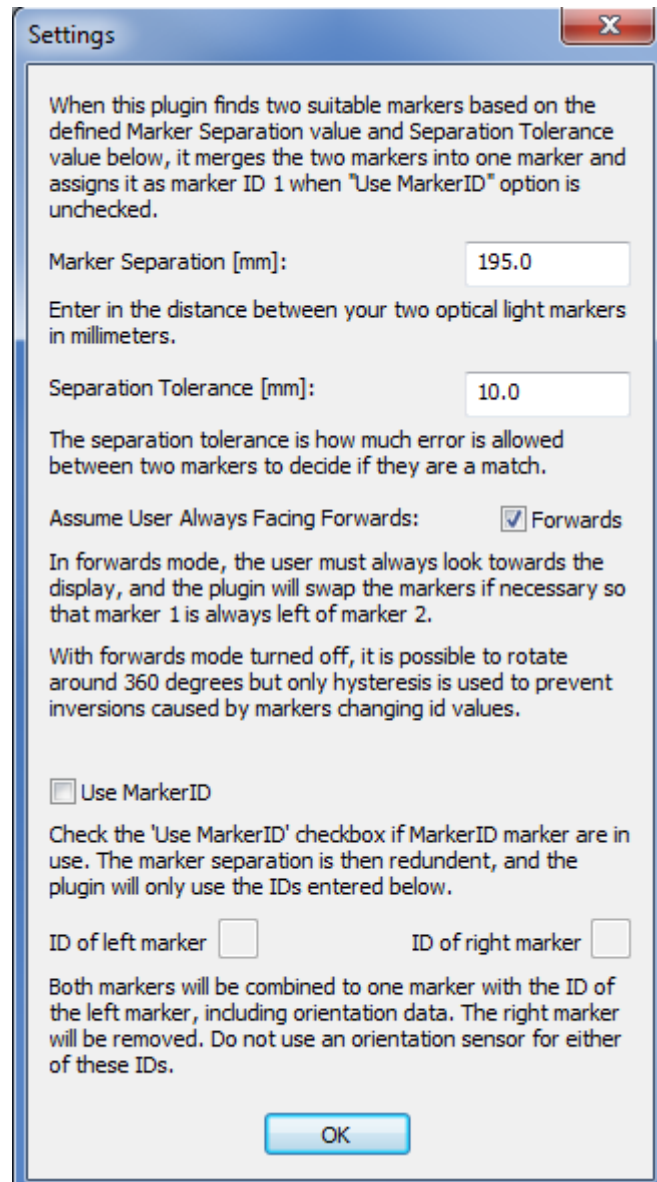 Settings
When this plugin finds two suitable markers based on the
defined Marker Separation value and Separation Tolerance
value below, it merges the two markers into one marker and
assigns it as marker ID 1 when "Use MarkerID" option is
unchecked.
Marker Separation [mm]: 195.0
Enter in the distance between your two optical light markers
in millimeters.
Separation Tolerance [mm]: 10.0
The separation tolerance is how much error is allowed
between two markers to decide if they are a match.
Assume User Always Facing Forwards: Forwards
In forwards mode, the user must always look towards the
display, and the plugin will swap the markers if necessary so
that marker 1 is always left of marker 2.
With forwards mode turned off, it is possible to rotate
around 360 degrees but only hysteresis is used to prevent
inversions caused by markers changing id values.
Use MarkerID
Check the 'Use MarkerID' checkbox if MarkerID marker are in
use. The marker separation is then redundent, and the
plugin will only use the IDs entered below.
ID of left marker ID of right marker
Both markers will be combined to one marker with the ID of
the left marker, including orientation data. The right marker
will be removed. Do not use an orientation sensor for either
of these IDs.
OK